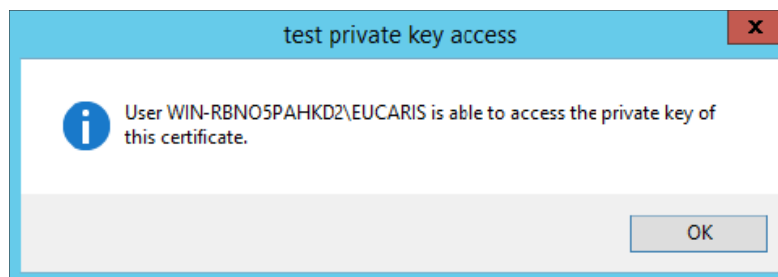 test private key access
x
User WIN-RBNO5PAHKD2\EUCARIS is able to access the private key of
this certificate.
OK